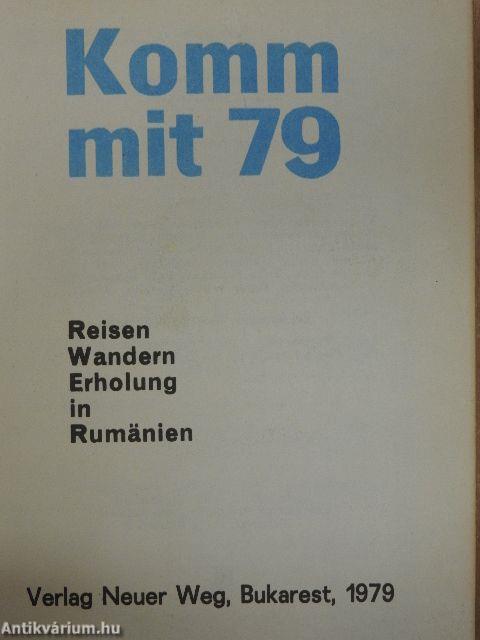 Komm
mit 79
Reisen
Wandern
Erholung
in
Rumänien
Verlag Neuer Weg, Bukarest, 1979
Antikvárium.hu